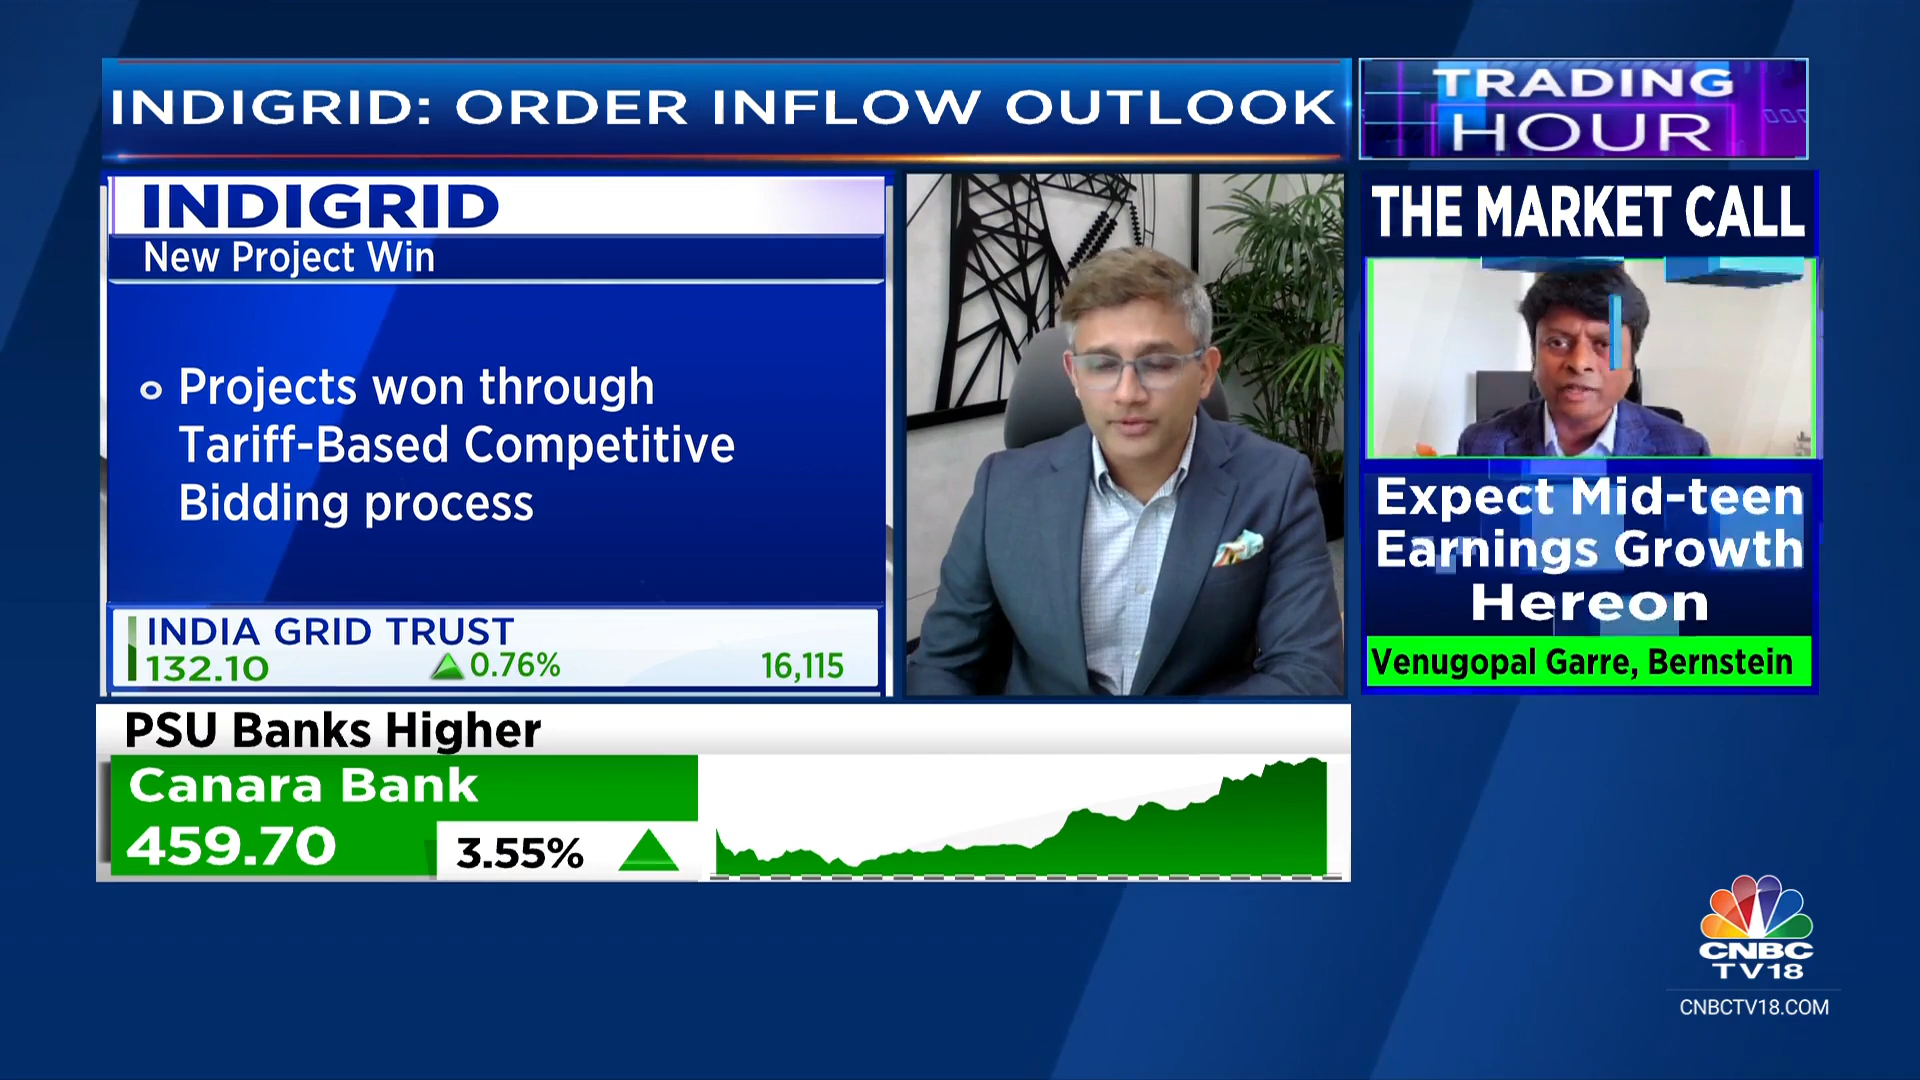 INDIGRID: ORDER INFLOW OUTLOOK
TRADING
HOUR
INDIGRID
New Project Win
Projects won through
Tariff-Based Competitive
Bidding process
INDIA GRID TRUST
132.10 0.76% 16,115
THE MARKET CALL
Expect Mid-teen
Earnings Growth
Hereon
Venugopal Garre, Bernstein
PSU Banks Higher
Canara Bank
459.70 3.55%
CNBC
TV18
CNBCTV18.COM